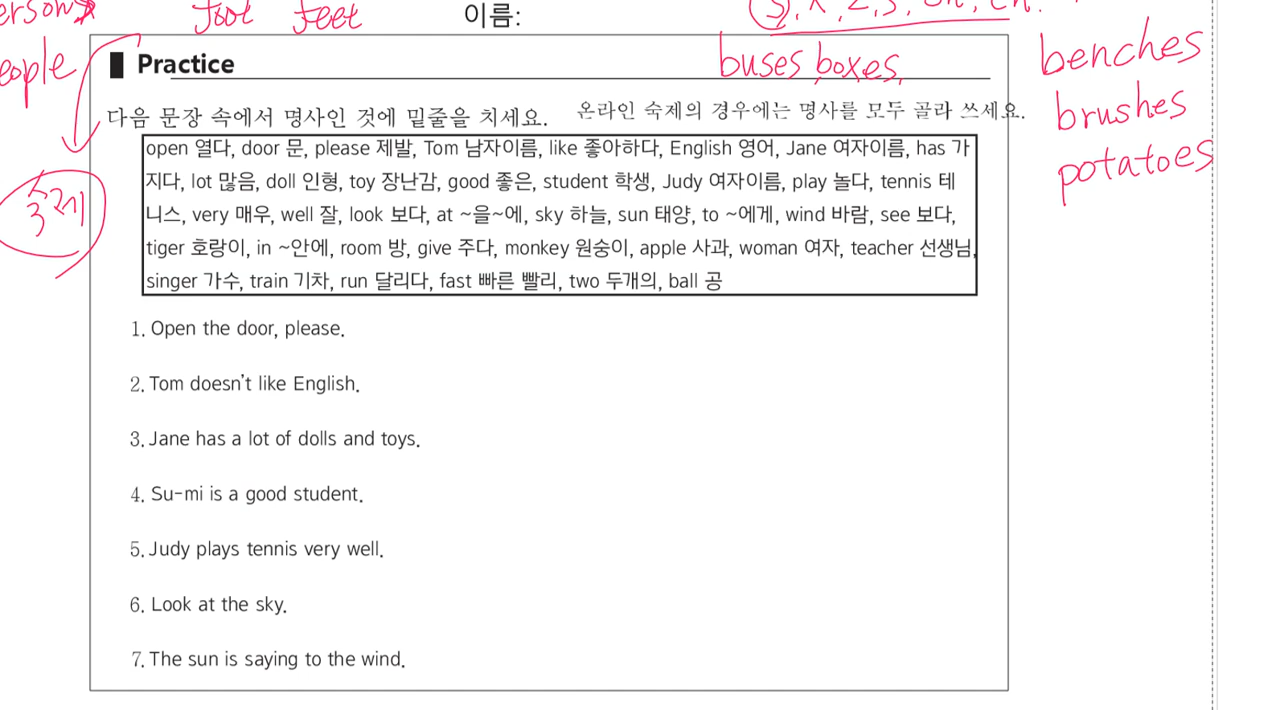 foot feet 이름:
buses, boxes,
benches
brushes
potatoes
숙제
Practice
다음 문장 속에서 명사인 것에 밑줄을 치세요. 온라인 숙제의 경우에는 명사를 모두 골라 쓰세요.
open 열다, door 문, please 제발, Tom 남자이름, like 좋아하다, English 영어, Jane 여자이름, has 가
지다, lot 많음, doll 인형, toy 장난감, good 좋은, student 학생, Judy 여자이름, play 놀다, tennis 테
니스, very 매우, well 잘, look 보다, at ~을~에, sky 하늘, sun 태양, to ~에게, wind 바람, see 보다,
tiger 호랑이, in ~안에, room 방, give 주다, monkey 원숭이, apple 사과, woman 여자, teacher 선생님,
singer 가수, train 기차, run 달리다, fast 빠른 빨리, two 두개의, ball 공
1. Open the door, please.
2. Tom doesn't like English.
3. Jane has a lot of dolls and toys.
4. Su-mi is a good student.
5. Judy plays tennis very well.
6. Look at the sky.
7. The sun is saying to the wind.